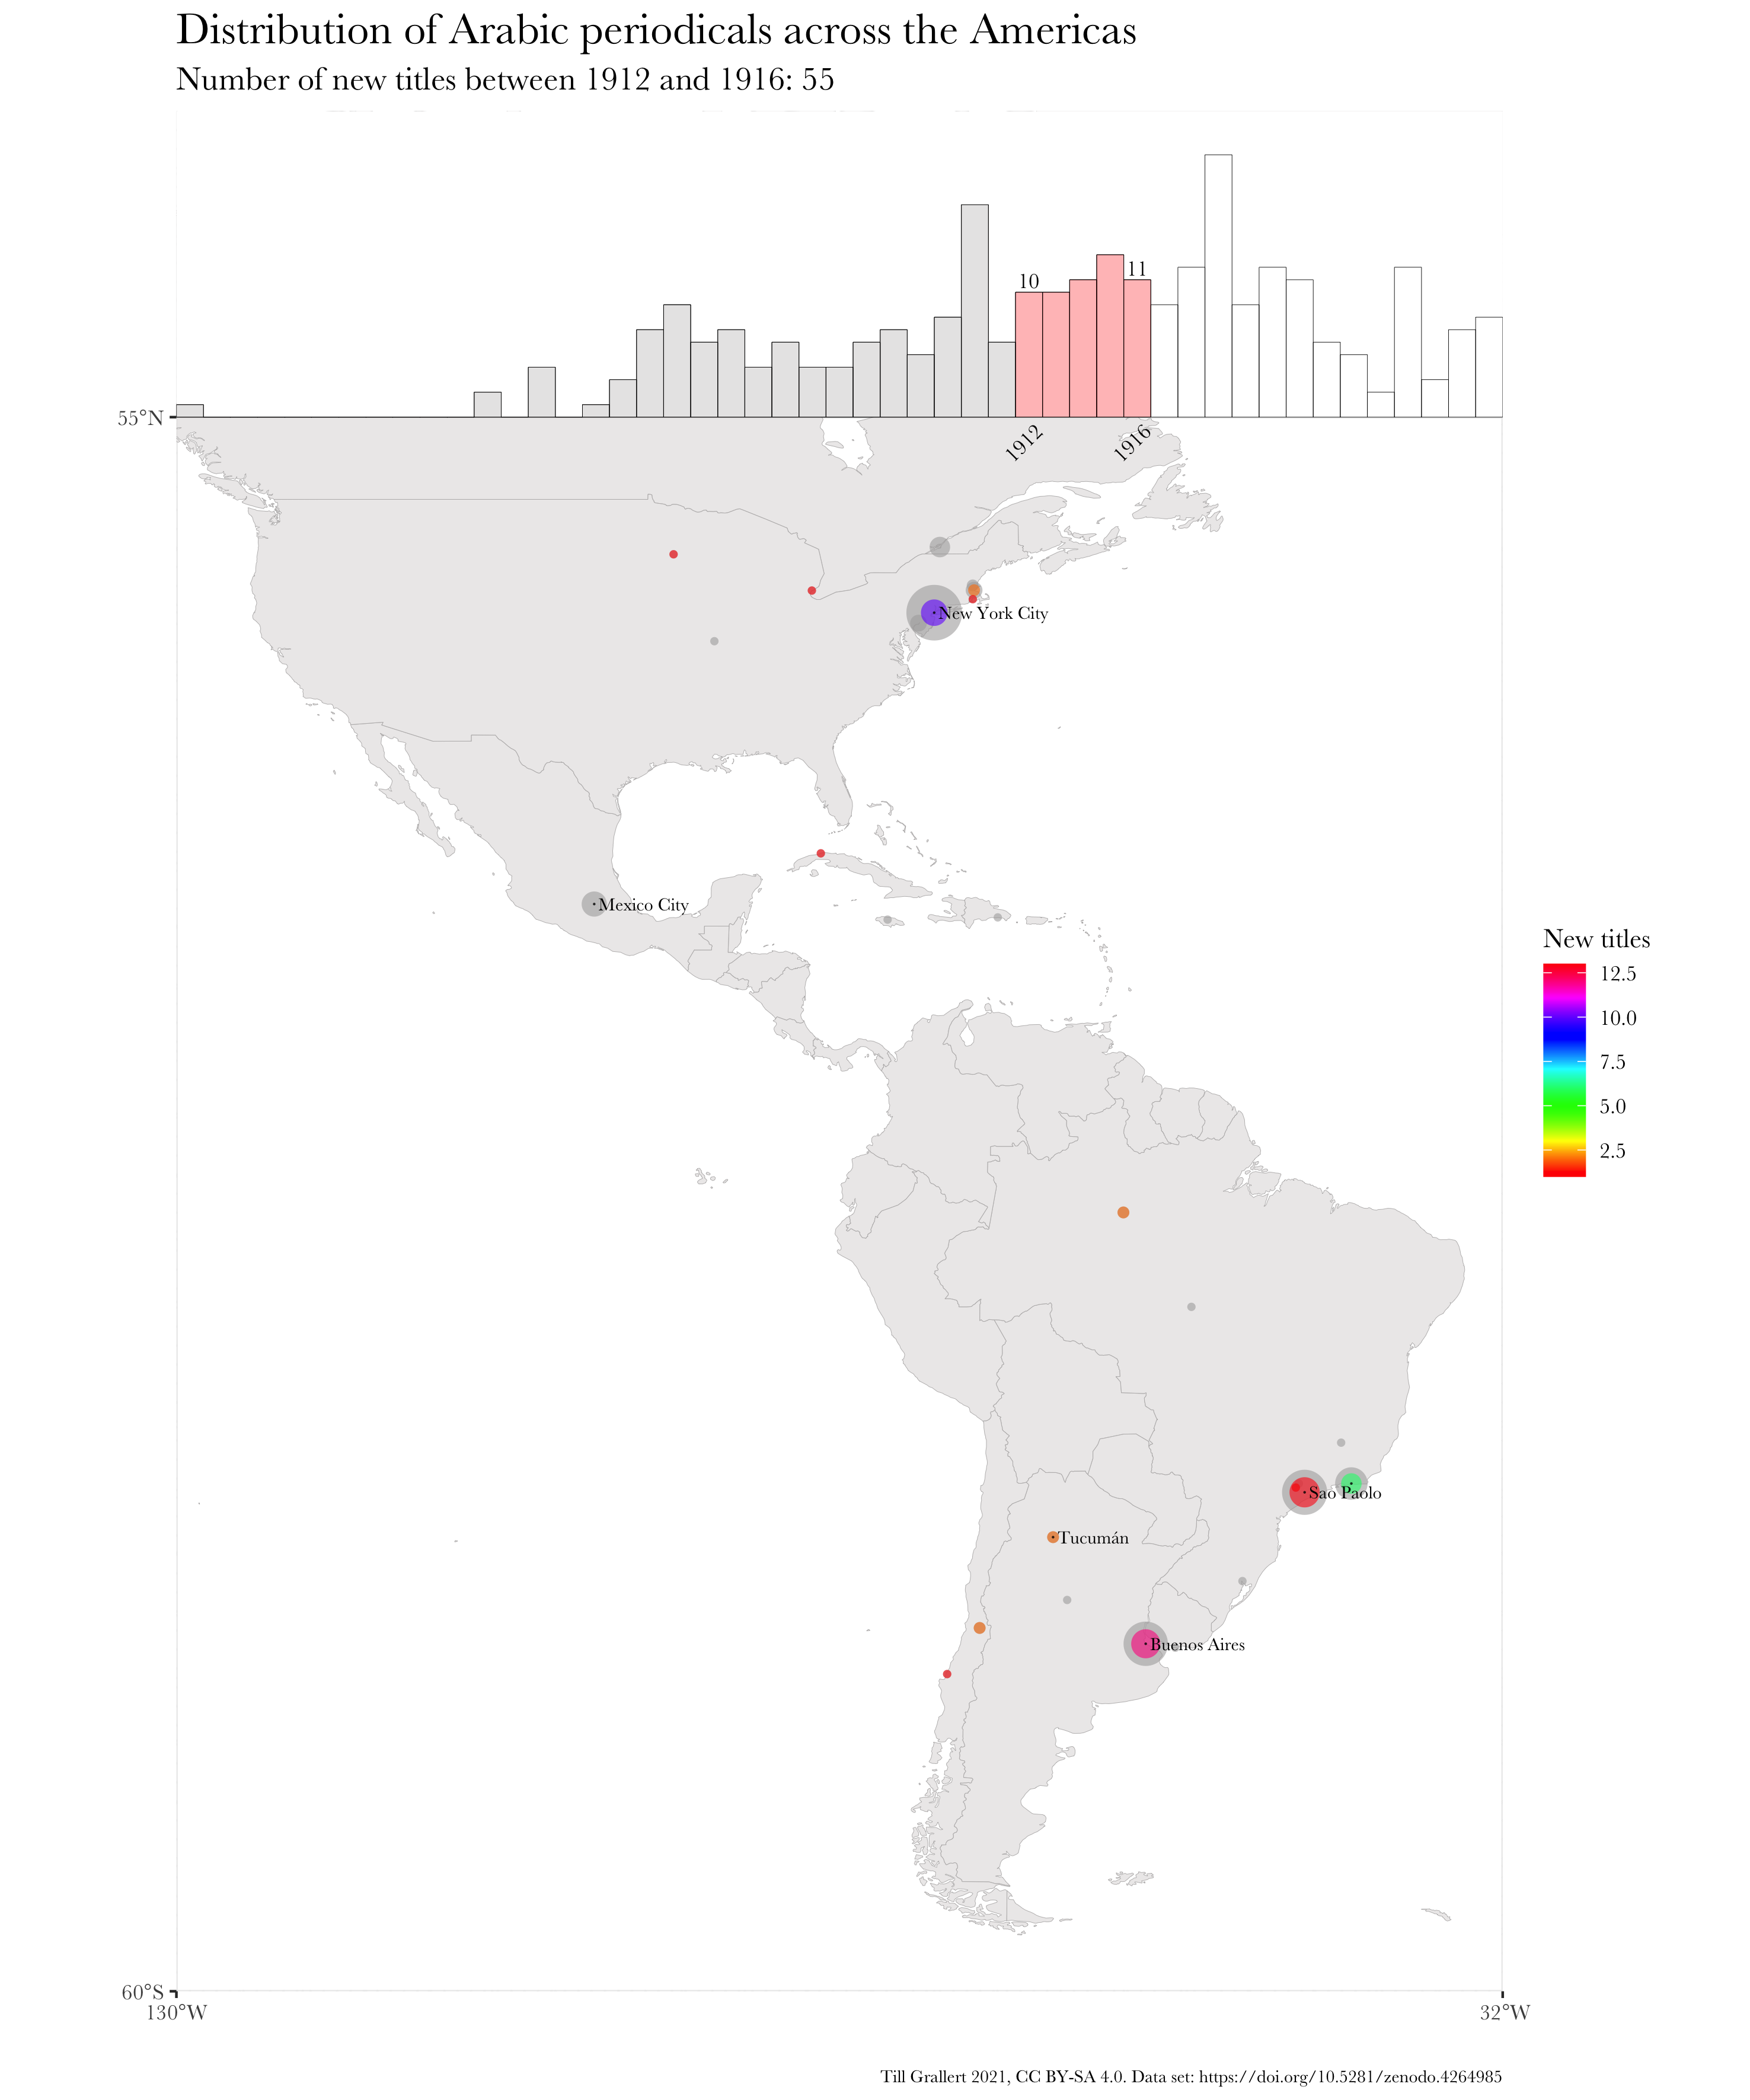 Distribution of Arabic periodicals across the Americas
Number of new titles between 1912 and 1916: 55
10
11
55°N
1912
1916
New York City
Mexico City
New titles
12.5
10.0
7.5
5.0
2.5
Sao Paolo
Tucumán
Buenos Aires
60°S
130°W
32°W
Till Grallert 2021, CC BY-SA 4.0. Data set: https://doi.org/10.5281/zenodo.4264985